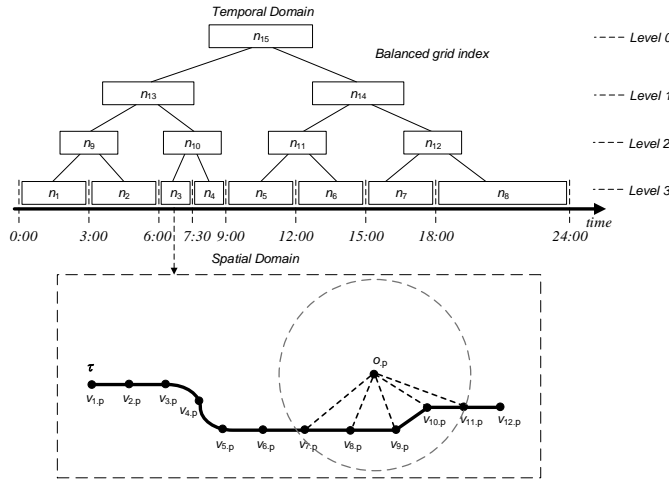 Temporal Domain
n15
Balanced grid index
Level 0
n13
n14
Level 1
n9
n10
n11
n12
Level 2
n1
n2
n3
n4
n5
n6
n7
n8
Level 3
0:00 3:00 6:00 7:30 9:00 12:00 15:00 18:00 24:00
time
Spatial Domain
o.p
τ
v1.p v2.p v3.p
v4.p
v5.p v6.p v7.p v8.p v9.p
v10.p v11.p v12.p